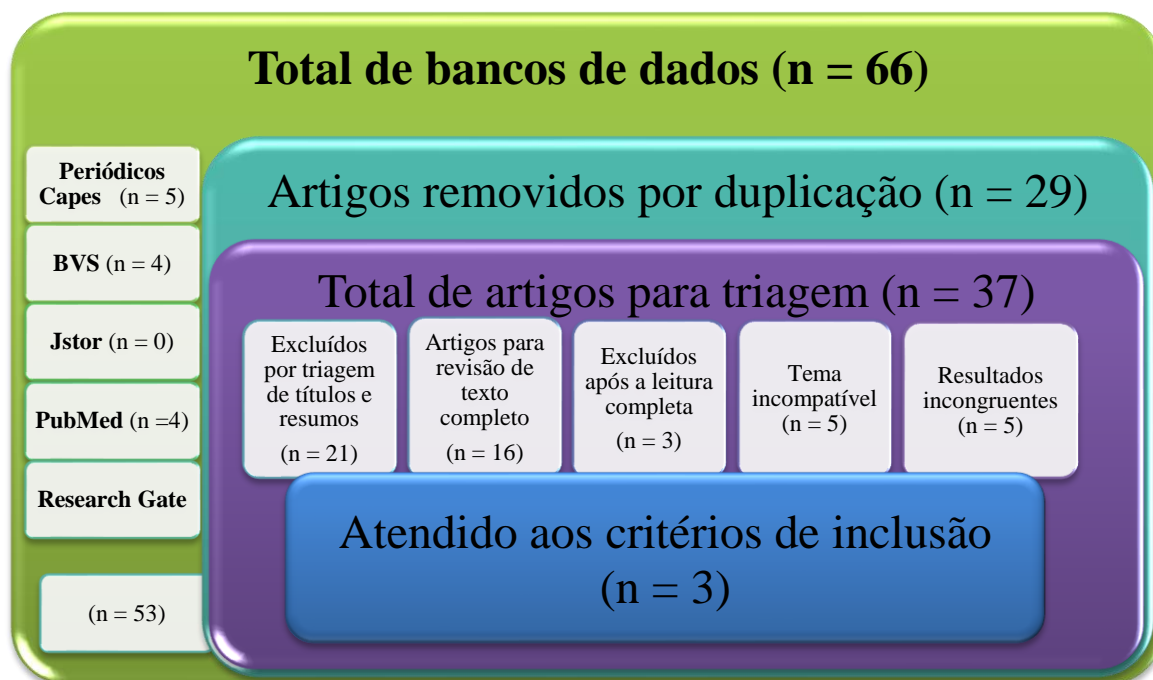 Total de bancos de dados (n = 66)
Periódicos
Capes (n = 5)
BVS (n = 4)
Jstor (n = 0)
PubMed (n =4)
Research Gate
(n = 53)
Artigos removidos por duplicação (n = 29)
Total de artigos para triagem (n = 37)
Excluídos
por triagem
de títulos e
resumos
(n = 21)
Artigos para
revisão de
texto
completo
(n = 16)
Excluídos
após a leitura
completa
(n = 3)
Tema
incompatível
(n = 5)
Resultados
incongruentes
(n = 5)
Atendido aos critérios de inclusão
(n = 3)